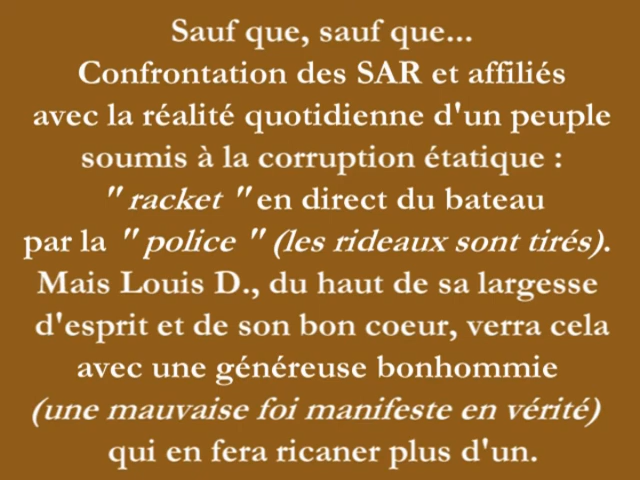 Sauf que, sauf que...
Confrontation des SAR et affiliés
avec la réalité quotidienne d'un peuple
soumis à la corruption étatique :
" racket " en direct du bateau
par la " police " (les rideaux sont tirés).
Mais Louis D., du haut de sa largesse
d'esprit et de son bon coeur, verra cela
avec une généreuse bonhommie
(une mauvaise foi manifeste en vérité)
qui en fera ricaner plus d'un.